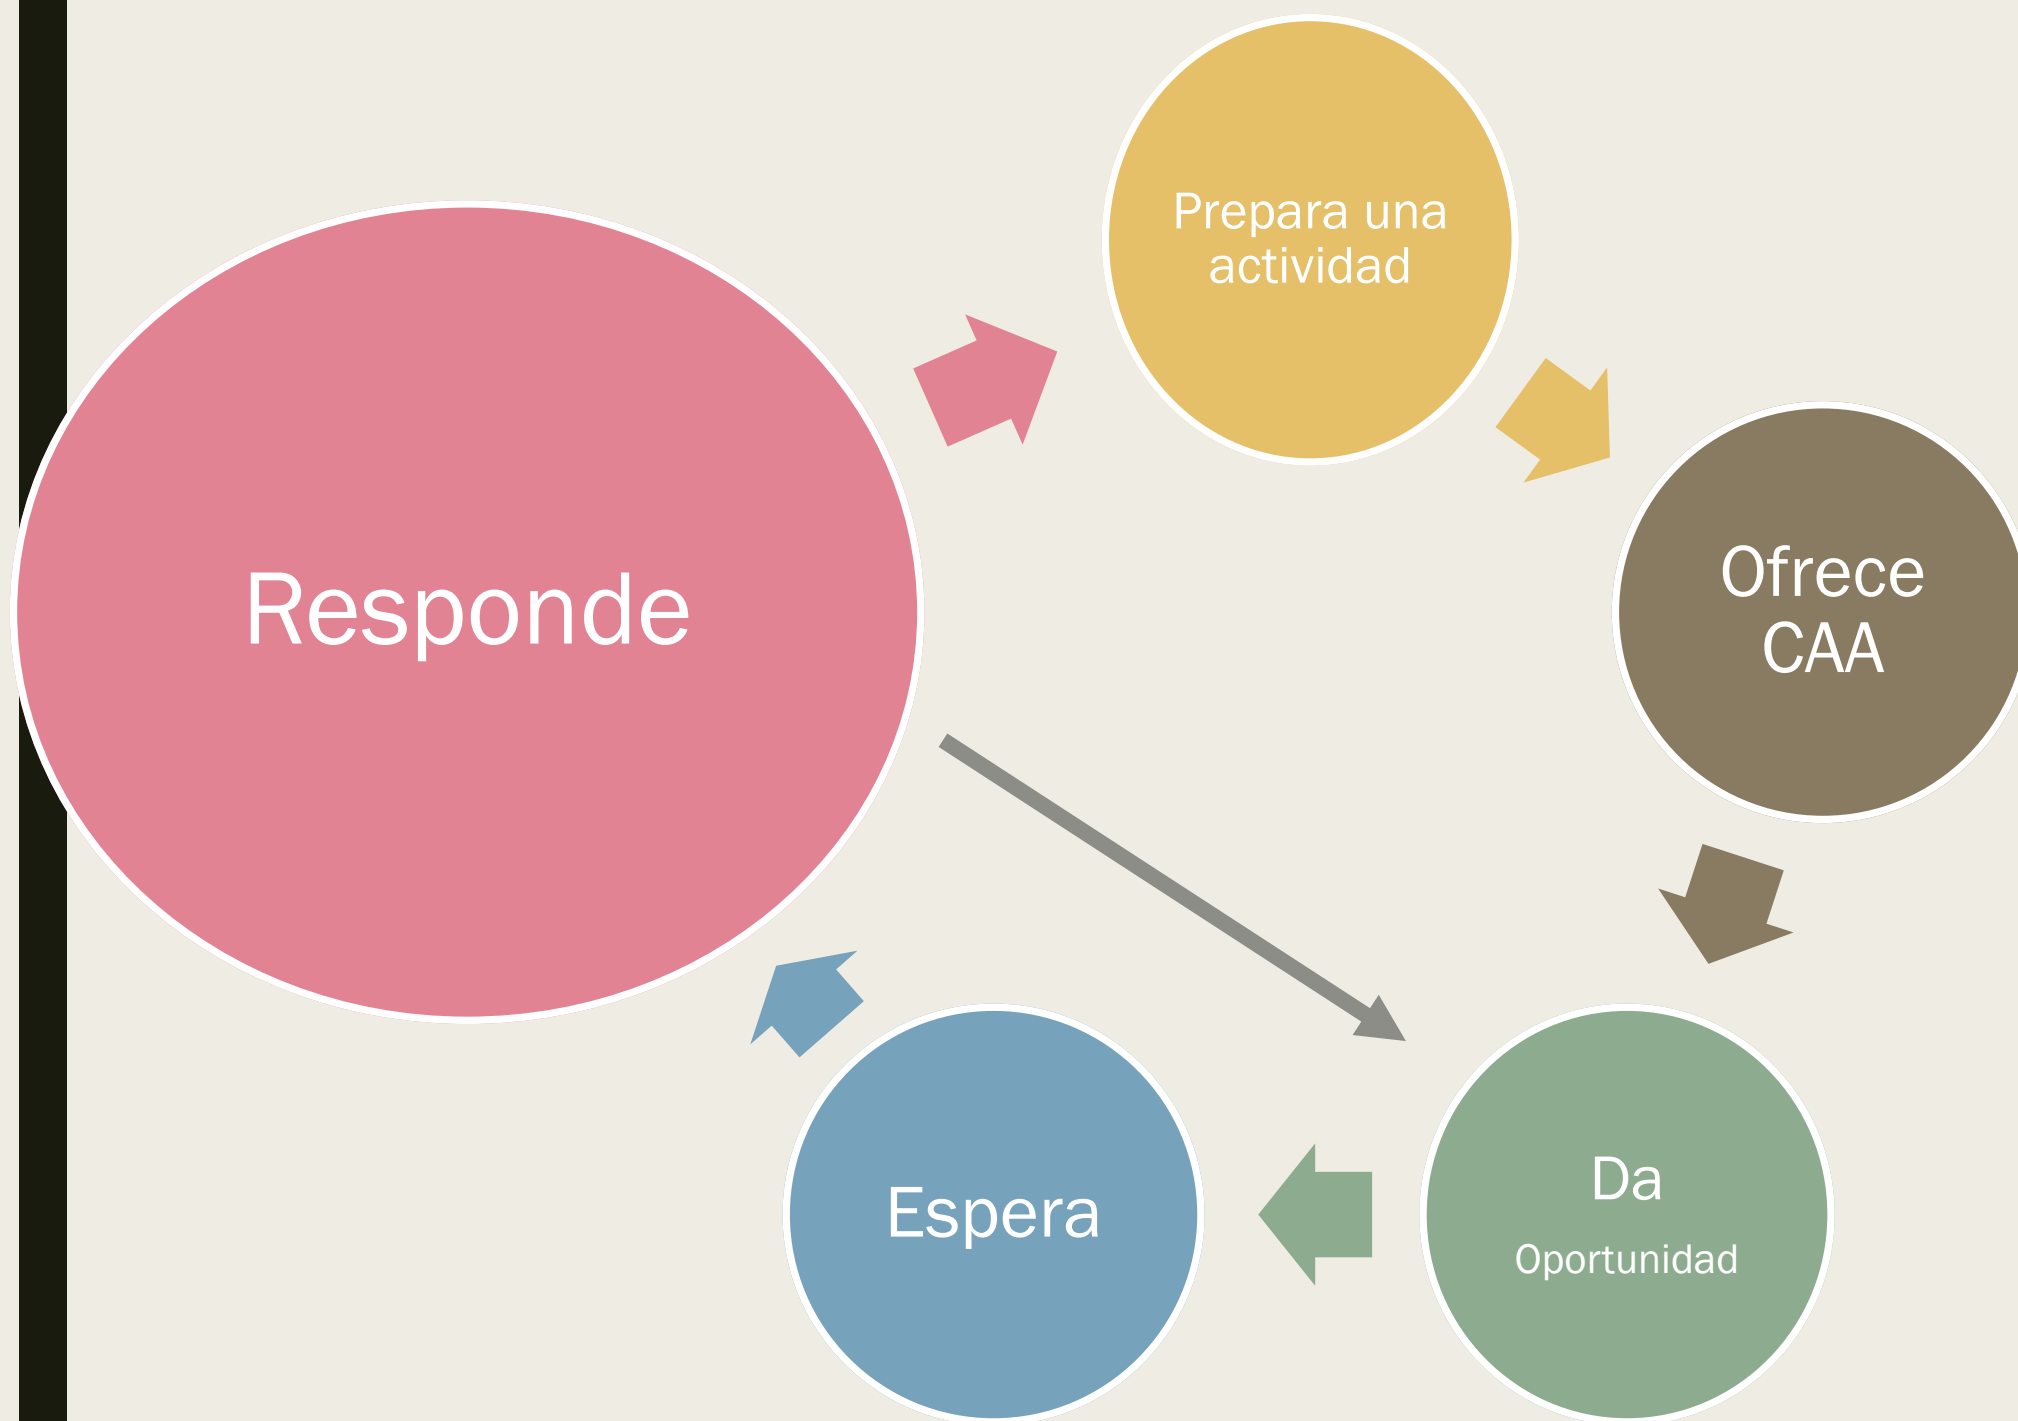 Prepara una
actividad
Ofrece
CAA
Da
Oportunidad
Espera
Responde